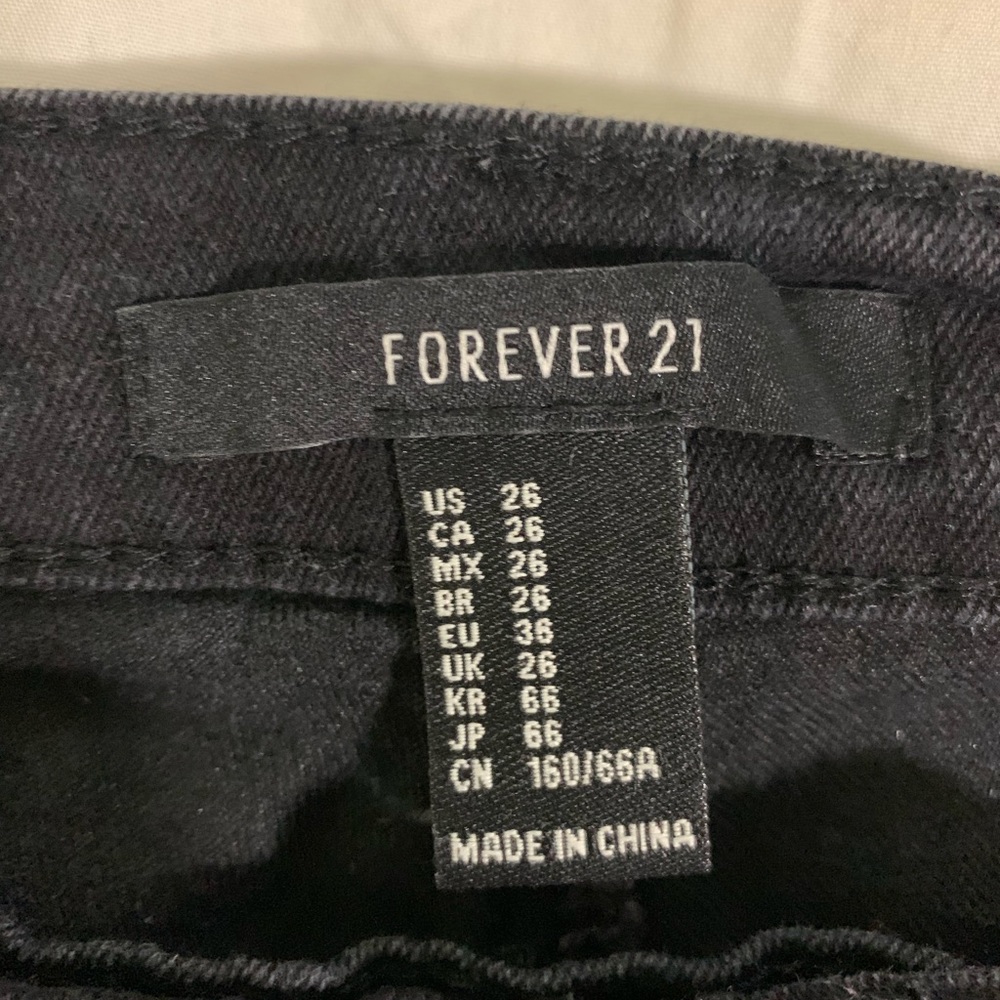 FOREVER 21
US 26
CA 26
MX 26
BR 26
EU 36
UK 26
KR 66
JP 66
CN 160/66A
MADE IN CHINA